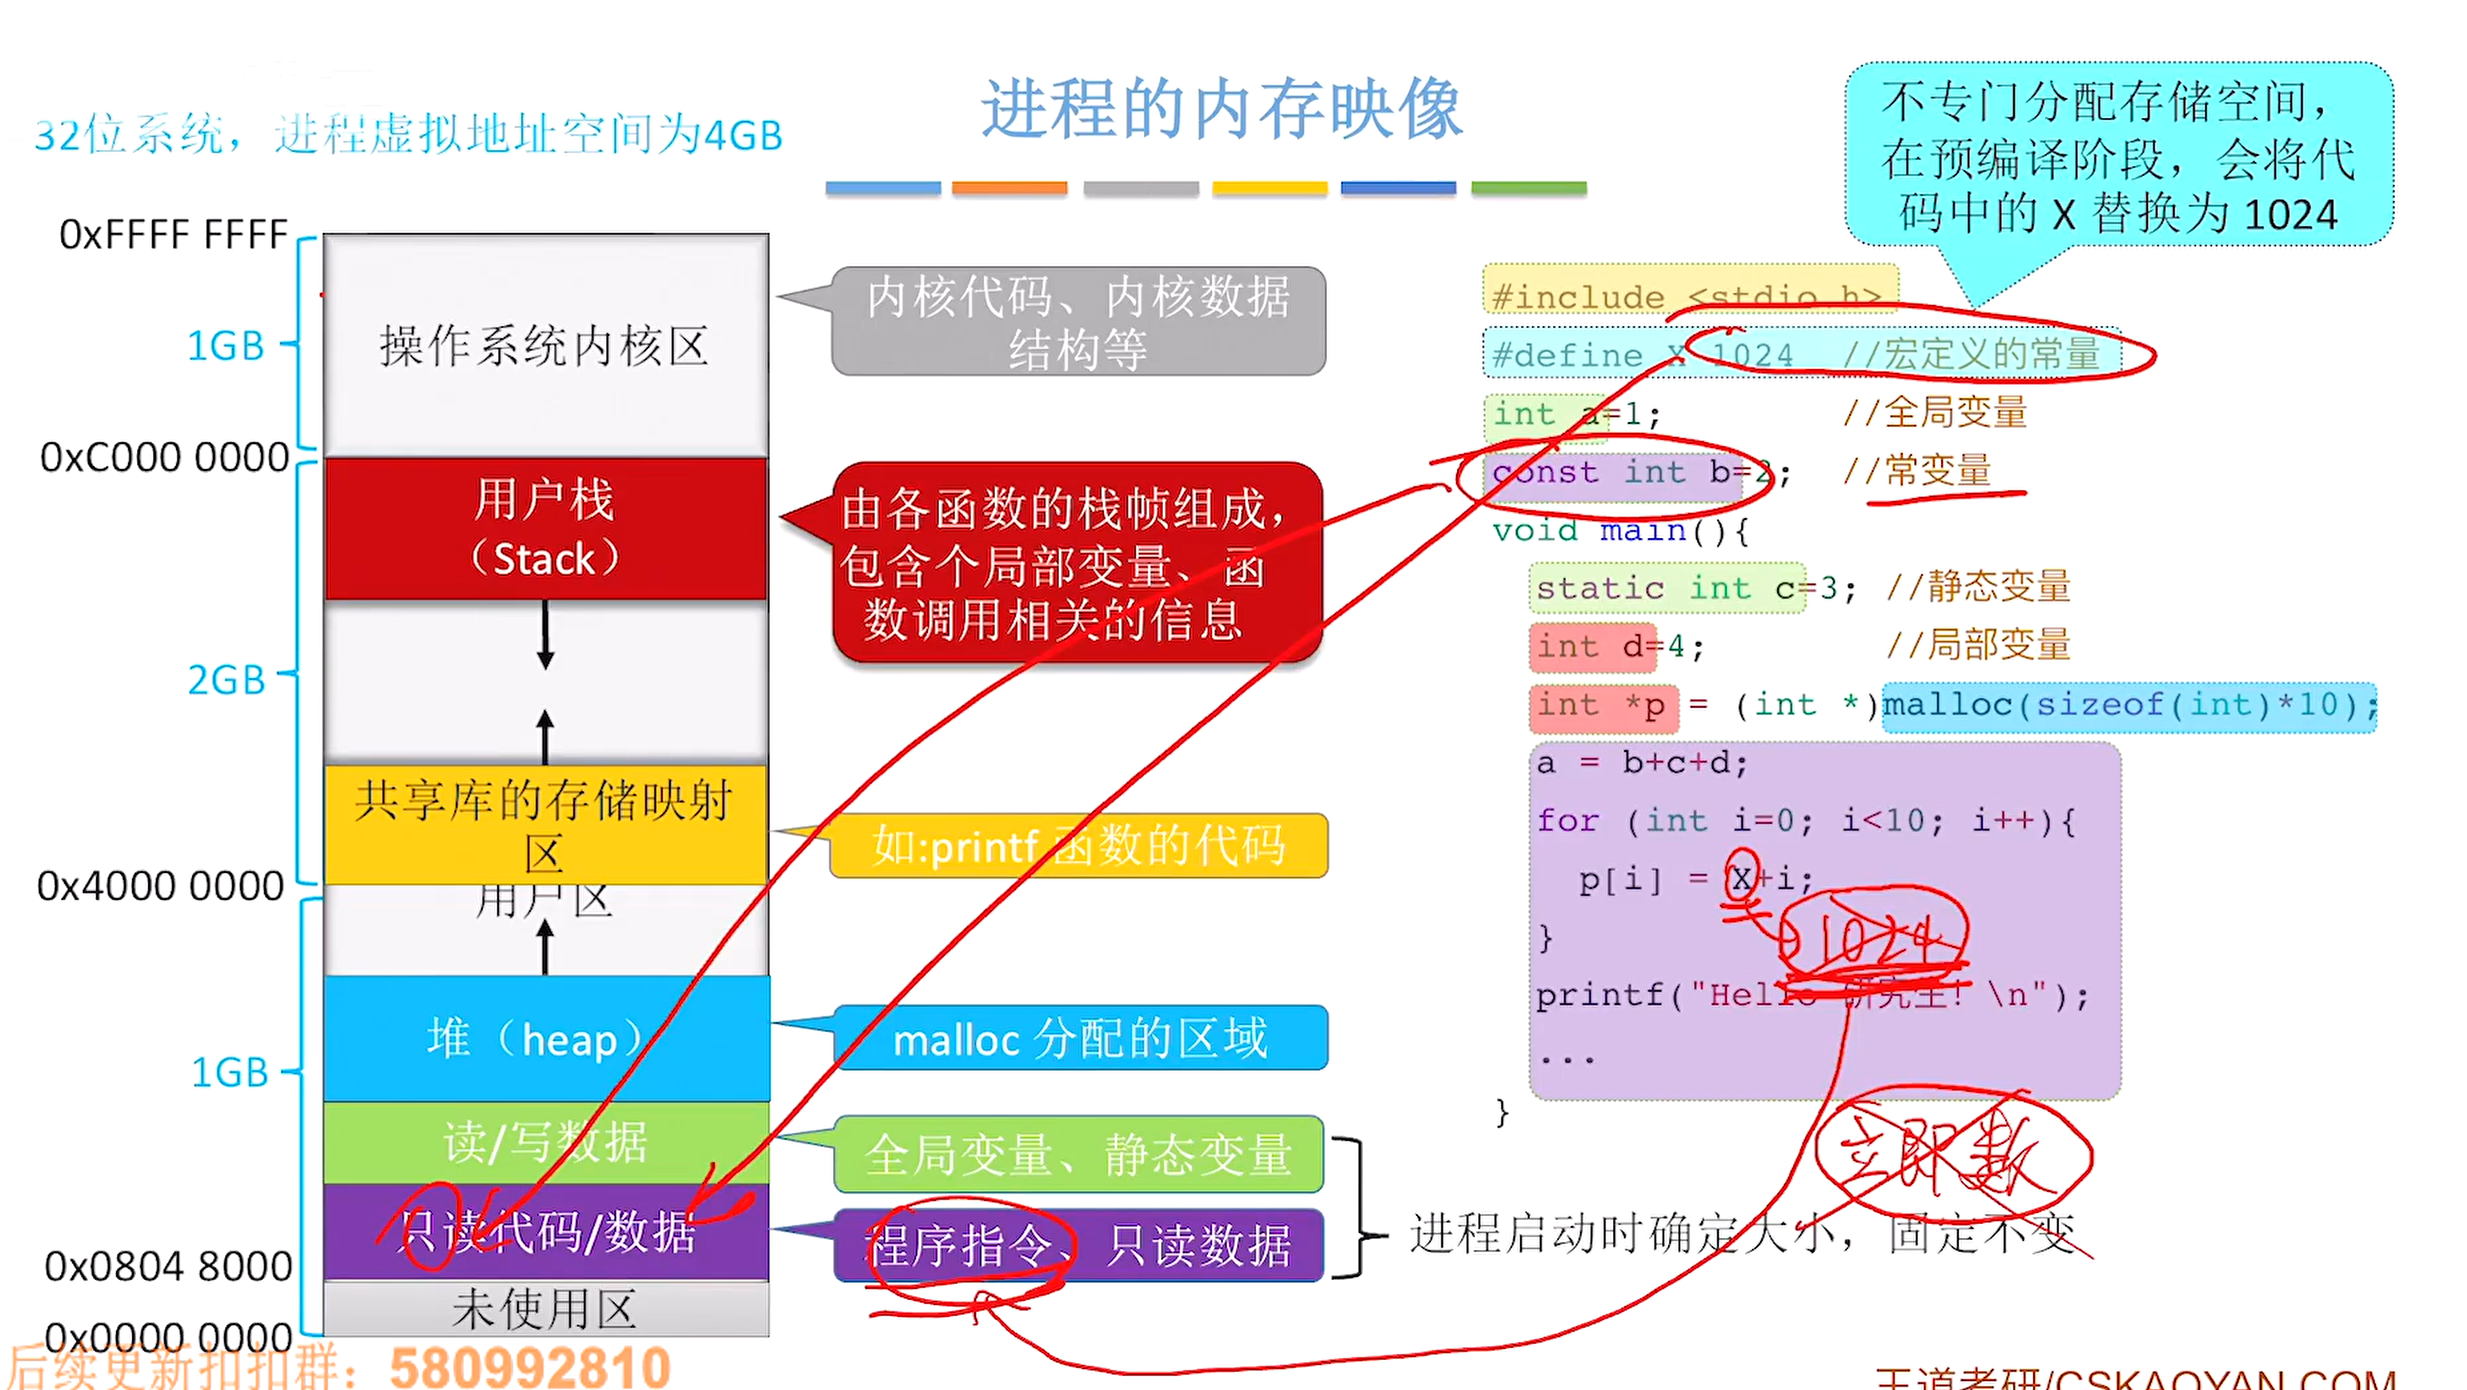 进程的内存映像
32位系统，进程虚拟地址空间为4GB
0xFFFF FFFF
1GB
0xC000 0000
2GB
0x4000 0000
1GB
0x0804 8000
0x0000 0000
操作系统内核区
用户栈
（Stack）
共享库的存储映射
区
用户区
堆（heap）
读/写数据
只读代码/数据
未使用区
内核代码、内核数据
结构等
由各函数的栈帧组成，
包含个局部变量、函
数调用相关的信息
如:printf 函数的代码
malloc 分配的区域
全局变量、静态变量
程序指令、只读数据
进程启动时确定大小，固定不变
不专门分配存储空间，
在预编译阶段，会将代
码中的 X 替换为 1024
#include <stdio.h>
#define X 1024 //宏定义的常量
int a=1; //全局变量
const int b=2; //常变量
void main(){
static int c=3; //静态变量
int d=4; //局部变量
int *p = (int *)malloc(sizeof(int)*10);
a = b+c+d;
for (int i=0; i<10; i++){
p[i] = X+i;
1024
}
printf("Hello 研究生！\n");
...
}
立即数
后续更新扣扣群：580992810
王道考研/CSKAOYAN.COM